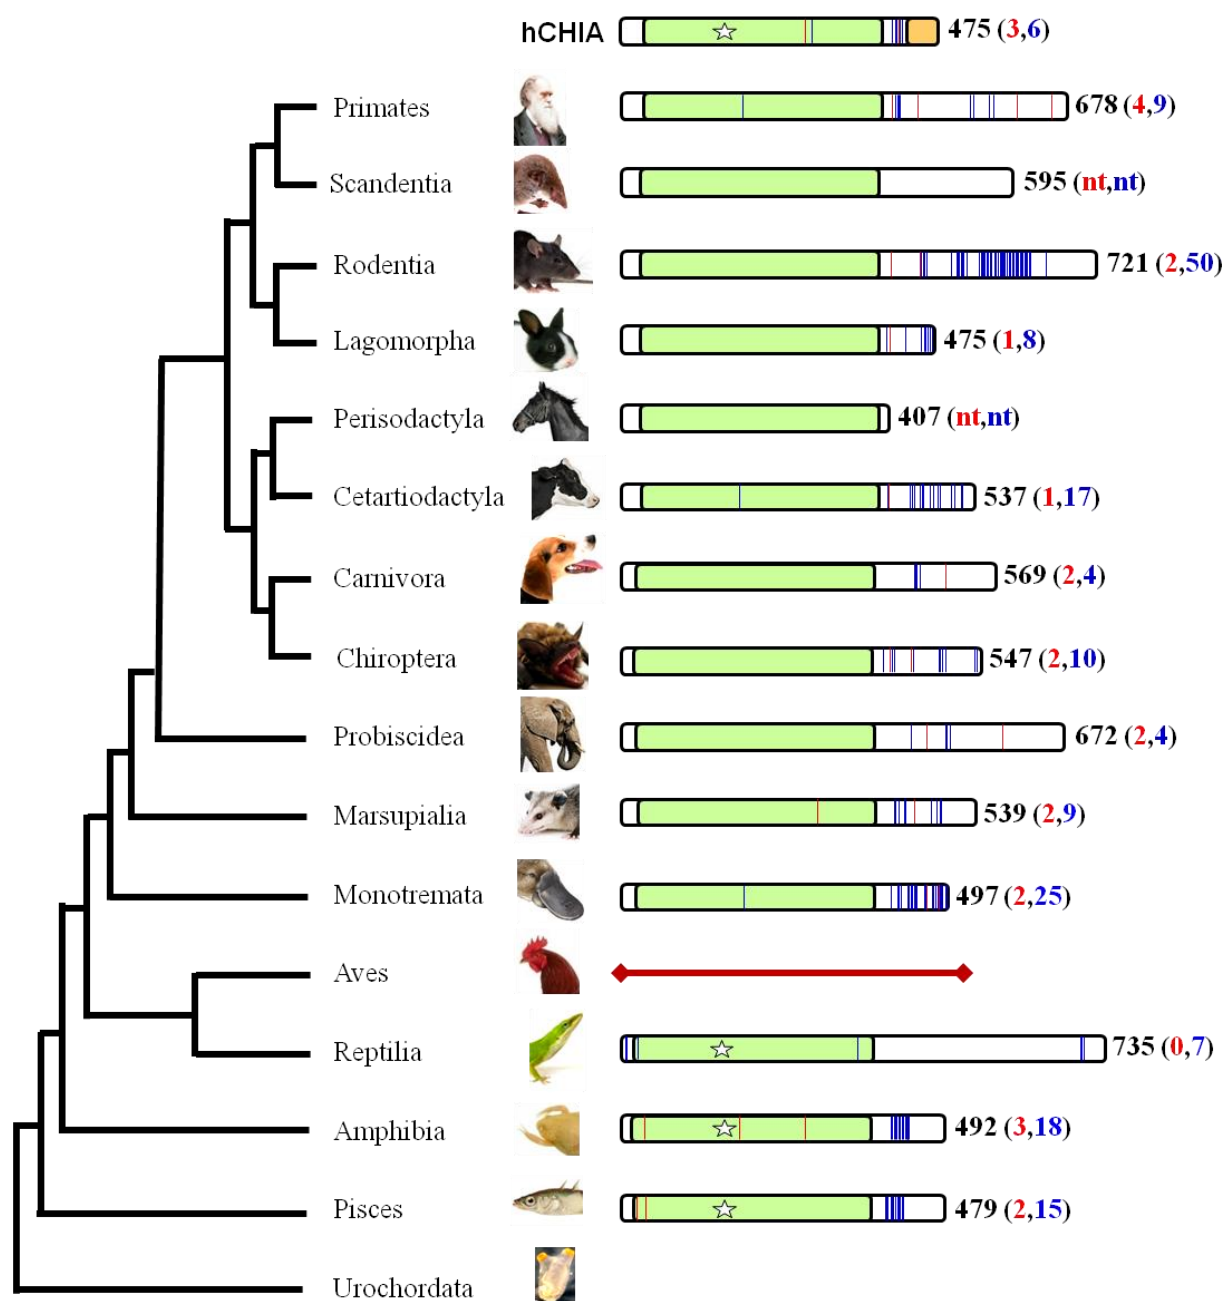 hCHIA 475 (3,6)
Primates 678 (4,9)
Scandentia 595 (nt,nt)
Rodentia 721 (2,50)
Lagomorpha 475 (1,8)
Perisodactyla 407 (nt,nt)
Cetartiodactyla 537 (1,17)
Carnivora 569 (2,4)
Chiroptera 547 (2,10)
Probiscidea 672 (2,4)
Marsupialia 539 (2,9)
Monotremata 497 (2,25)
Aves
Reptilia 735 (0,7)
Amphibia 492 (3,18)
Pisces 479 (2,15)
Urochordata